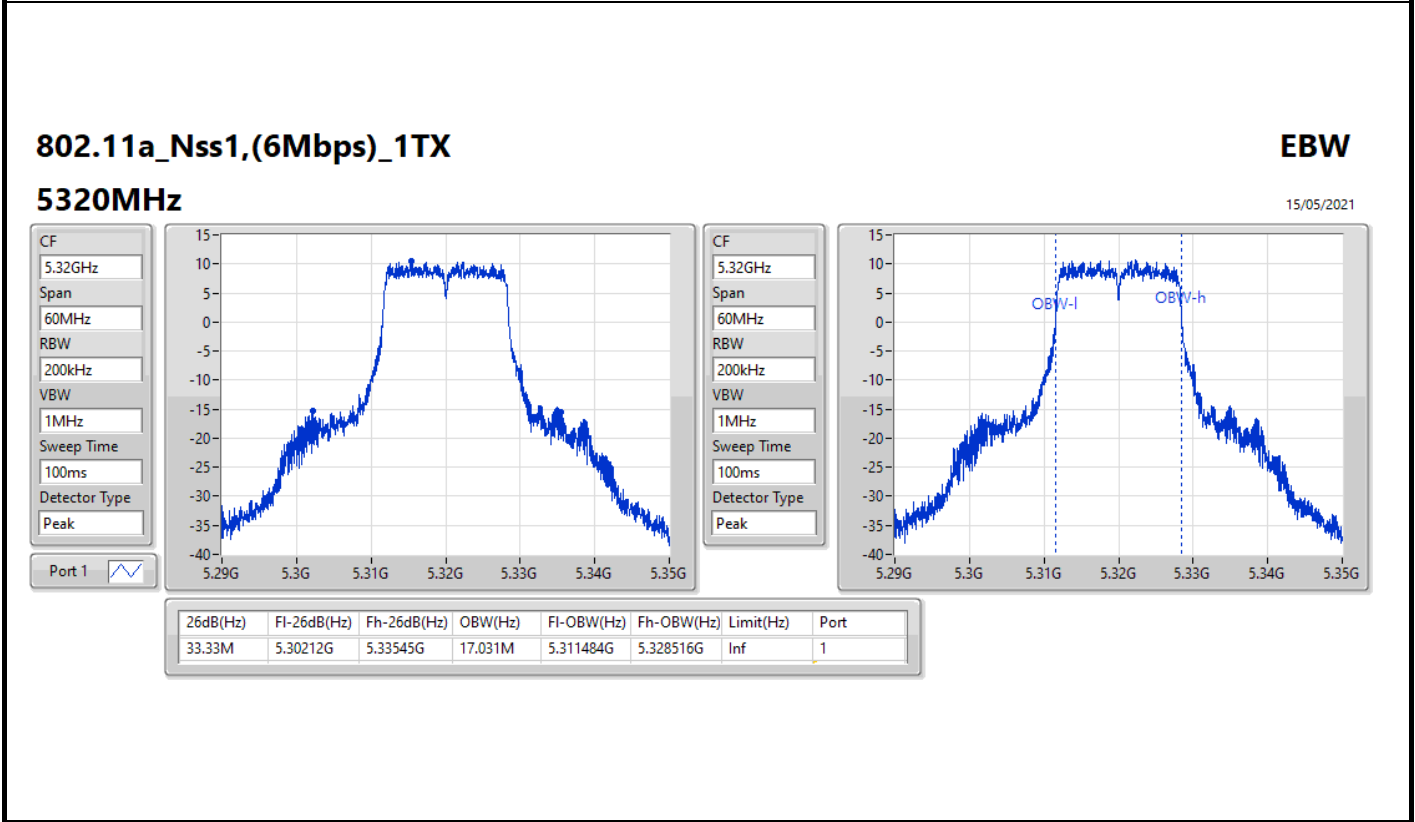 802.11a_Nss1,(6Mbps)_1TX
EBW
5320MHz
15/05/2021
CF
5.32GHz
Span
60MHz
RBW
200kHz
VBW
1MHz
Sweep Time
100ms
Detector Type
Peak
Port 1
15
10
5
0
-5
-10
-15
-20
-25
-30
-35
-40
5.29G 5.3G 5.31G 5.32G 5.33G 5.34G 5.35G
CF
5.32GHz
Span
60MHz
RBW
200kHz
VBW
1MHz
Sweep Time
100ms
Detector Type
Peak
15
10
5
0
-5
-10
-15
-20
-25
-30
-35
-40
OBW-l
OBW-h
5.29G 5.3G 5.31G 5.32G 5.33G 5.34G 5.35G
26dB(Hz) Fl-26dB(Hz) Fh-26dB(Hz) OBW(Hz) Fl-OBW(Hz) Fh-OBW(Hz) Limit(Hz) Port
33.33M 5.30212G 5.33545G 17.031M 5.311484G 5.328516G Inf 1